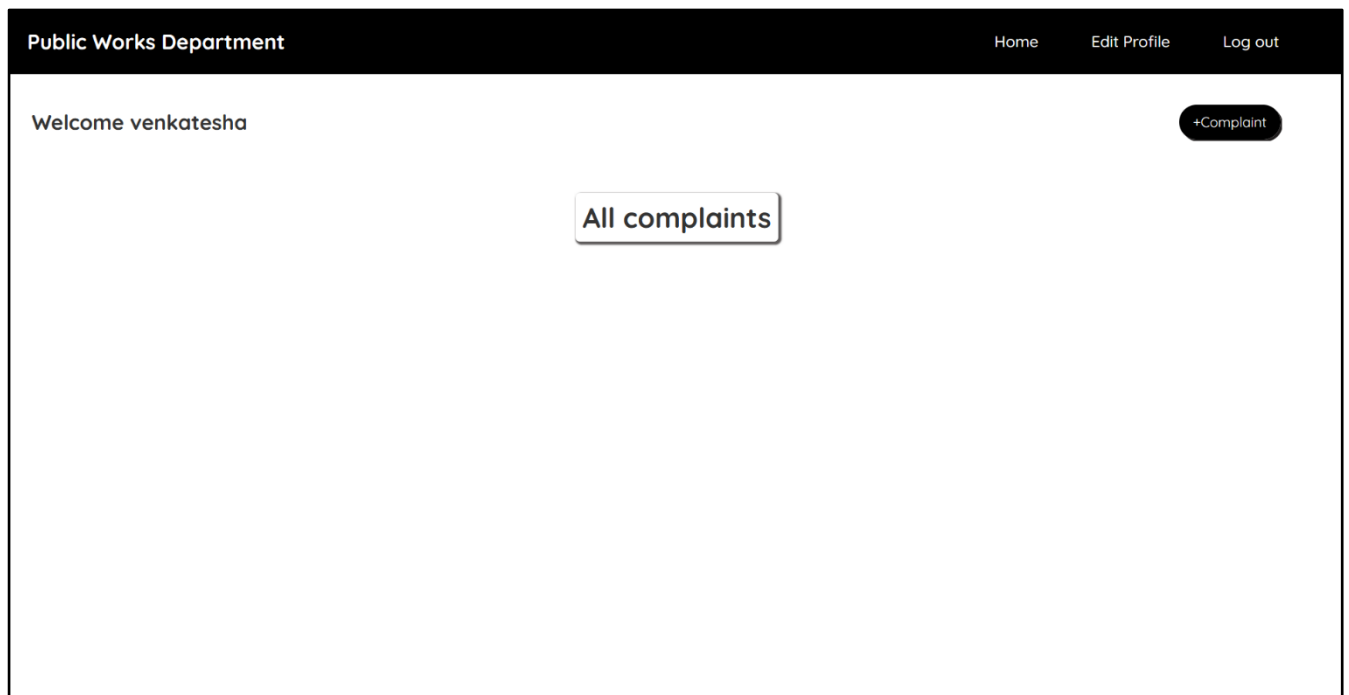 Public Works Department Home Edit Profile Log out
Welcome venkatesha +Complaint
All complaints